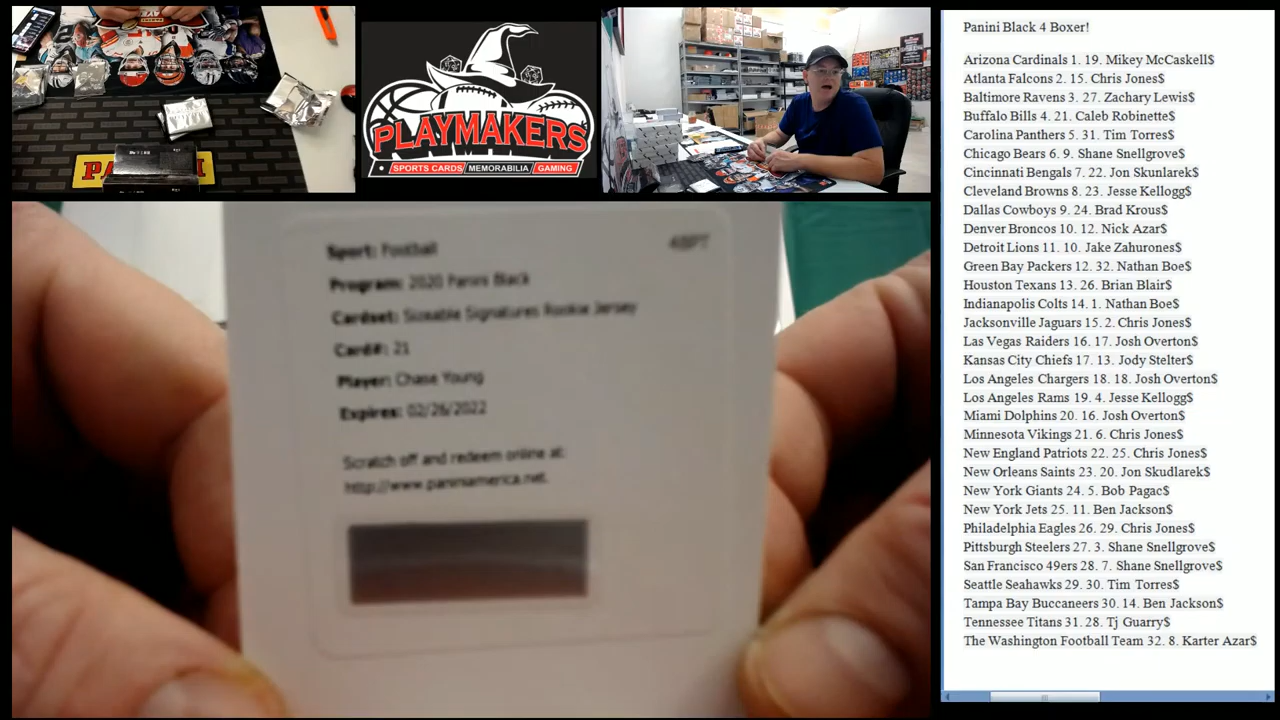 PLAYMAKERS
SPORTS CARDS MEMORABILIA GAMING
Sport: Football
48PT
Program: 2020 Panini Black
Cardset: Sizeable Signatures Rookie Jersey
Card#: 21
Player: Chase Young
Expires: 02/26/2022
Scratch off and redeem online at:
http://www.paniniamerica.net.
Panini Black 4 Boxer!
Arizona Cardinals 1. 19. Mikey McCaskell$
Atlanta Falcons 2. 15. Chris Jones$
Baltimore Ravens 3. 27. Zachary Lewis$
Buffalo Bills 4. 21. Caleb Robinette$
Carolina Panthers 5. 31. Tim Torres$
Chicago Bears 6. 9. Shane Snellgrove$
Cincinnati Bengals 7. 22. Jon Skunlarek$
Cleveland Browns 8. 23. Jesse Kellogg$
Dallas Cowboys 9. 24. Brad Krous$
Denver Broncos 10. 12. Nick Azar$
Detroit Lions 11. 10. Jake Zahurones$
Green Bay Packers 12. 32. Nathan Boe$
Houston Texans 13. 26. Brian Blair$
Indianapolis Colts 14. 1. Nathan Boe$
Jacksonville Jaguars 15. 2. Chris Jones$
Las Vegas Raiders 16. 17. Josh Overton$
Kansas City Chiefs 17. 13. Jody Stelter$
Los Angeles Chargers 18. 18. Josh Overton$
Los Angeles Rams 19. 4. Jesse Kellogg$
Miami Dolphins 20. 16. Josh Overton$
Minnesota Vikings 21. 6. Chris Jones$
New England Patriots 22. 25. Chris Jones$
New Orleans Saints 23. 20. Jon Skudlarek$
New York Giants 24. 5. Bob Pagac$
New York Jets 25. 11. Ben Jackson$
Philadelphia Eagles 26. 29. Chris Jones$
Pittsburgh Steelers 27. 3. Shane Snellgrove$
San Francisco 49ers 28. 7. Shane Snellgrove$
Seattle Seahawks 29. 30. Tim Torres$
Tampa Bay Buccaneers 30. 14. Ben Jackson$
Tennessee Titans 31. 28. Tj Guarry$
The Washington Football Team 32. 8. Karter Azar$